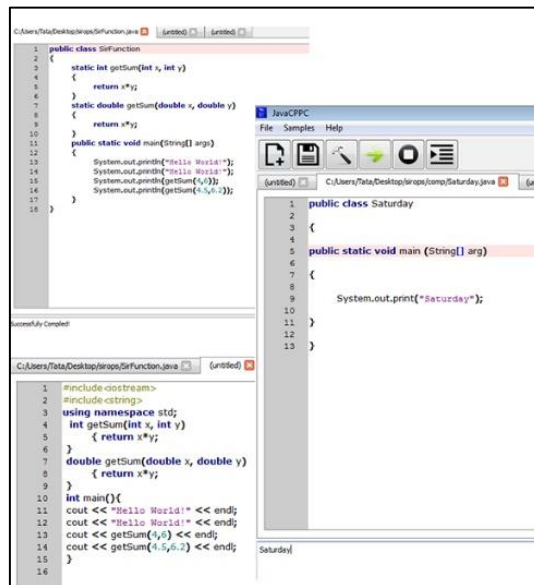 C:/Users/Tata/Desktop/sirops/SirFunction.java (untitled) (untitled)
1 public class SirFunction
2 {
3 static int getSum(int x, int y)
4 {
5 return x*y;
6 }
7 static double getSum(double x, double y)
8 {
9 return x*y;
10 }
11 public static void main(String[] args)
12 {
13 System.out.println("Hello World!");
14 System.out.println("Hello World!");
15 System.out.println(getSum(4,6));
16 System.out.println(getSum(4.5,6.2));
17 }
18 }
Successfully Compiled!
C:/Users/Tata/Desktop/sirops/SirFunction.java (untitled)
1 #include<iostream>
2 #include<string>
3 using namespace std;
4 int getSum(int x, int y)
5 { return x*y;
6 }
7 double getSum(double x, double y)
8 { return x*y;
9 }
10 int main(){
11 cout << "Hello World!" << endl;
12 cout << "Hello World!" << endl;
13 cout << getSum(4,6) << endl;
14 cout << getSum(4.5,6.2) << endl;
15 }
16
JavaCPPC
File Samples Help
(untitled) C:/Users/Tata/Desktop/sirops/comp/Saturday.java
1 public class Saturday
2
3 {
4
5 public static void main (String[] arg)
6
7 {
8
9 System.out.print("Saturday");
10
11 }
12
13 }
Saturday